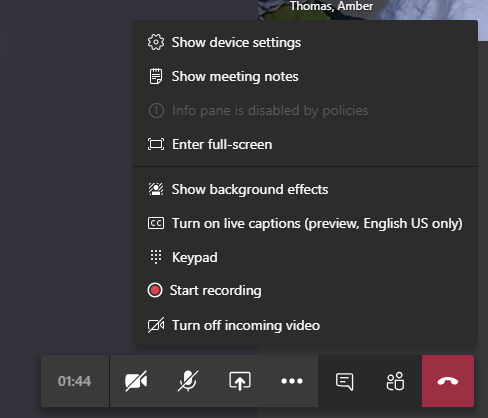 Thomas, Amber
Show device settings
Show meeting notes
Info pane is disabled by policies
Enter full-screen
Show background effects
CC Turn on live captions (preview, English US only)
Keypad
Start recording
Turn off incoming video
01:44